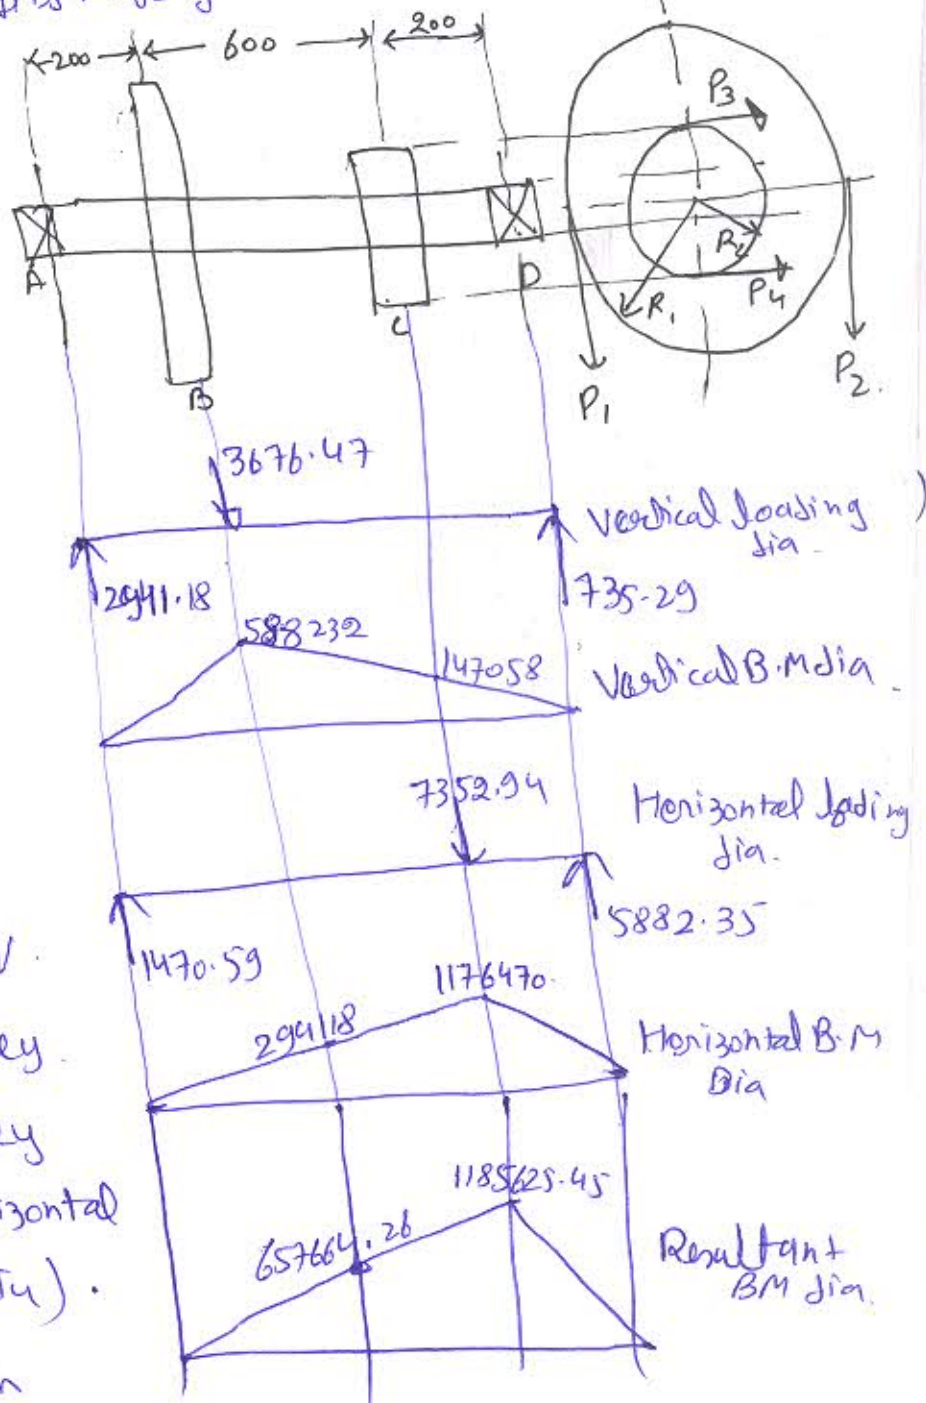 200
600
200
A
B
C
D
P3
R2
R1
P4
P1
P2.
3676.47
Vertical loading
dia.
2941.18
735.29
588232
147058
Vertical B.M dia.
7352.94
Horizontal loading
dia.
1470.59
5882.35
1176470.
294118
Horizontal B.M
Dia
ey.
ey
izontal
T4).
n
1185625.45
657664.26
Resultant
BM dia.